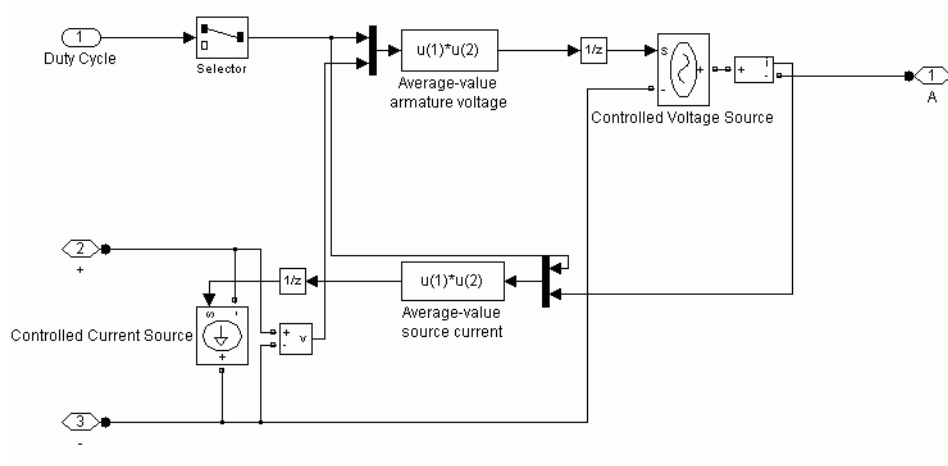 1
Duty Cycle
Selector
u(1)*u(2)
Average-value
armature voltage
1/z
s
+
-
Controlled Voltage Source
+
-
i
1
A
2
+
1/z
u(1)*u(2)
Average-value
source current
s
-
+
Controlled Current Source
+
-
v
3
-